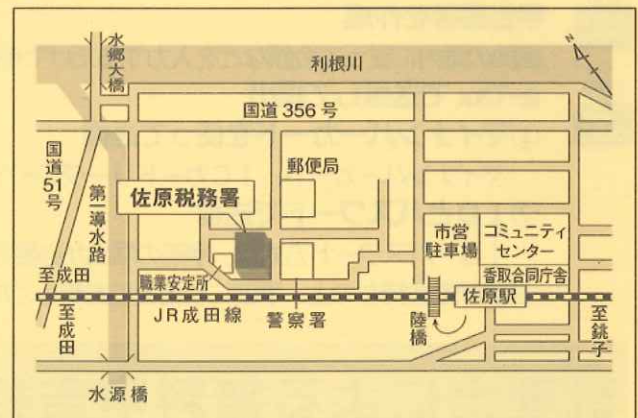 水郷大橋
利根川
国道356号
国道51号
第一導水路
郵便局
佐原税務署
市営駐車場
コミュニティセンター
香取合同庁舎
至成田
職業安定所
佐原駅
至成田
JR成田線
警察署
陸橋
至銚子
水源橋
N